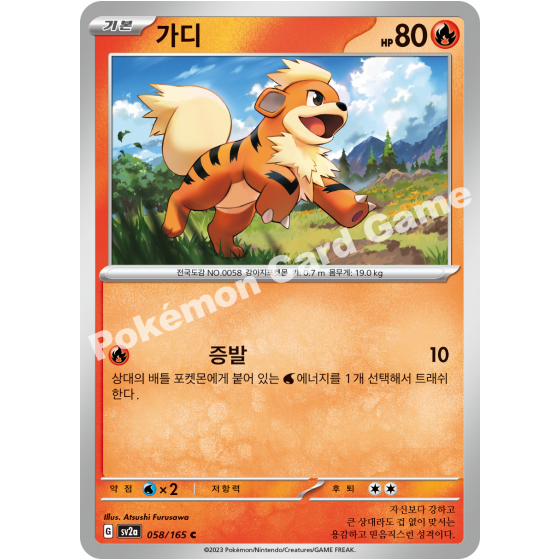 기본 가디 HP 80
전국도감 NO.0058 강아지포켓몬 키: 0.7 m 몸무게: 19.0 kg
Pokémon Card Game
증발 10
상대의 배틀 포켓몬에게 붙어 있는 에너지를 1개 선택해서 트래쉬
한다.
약점 ×2 저항력 후퇴
Illus. Atsushi Furusawa
G sv2a 058/165 C
자신보다 강하고
큰 상대라도 겁 없이 맞서는
용감하고 믿음직스런 성격이다.
©2023 Pokémon/Nintendo/Creatures/GAME FREAK.